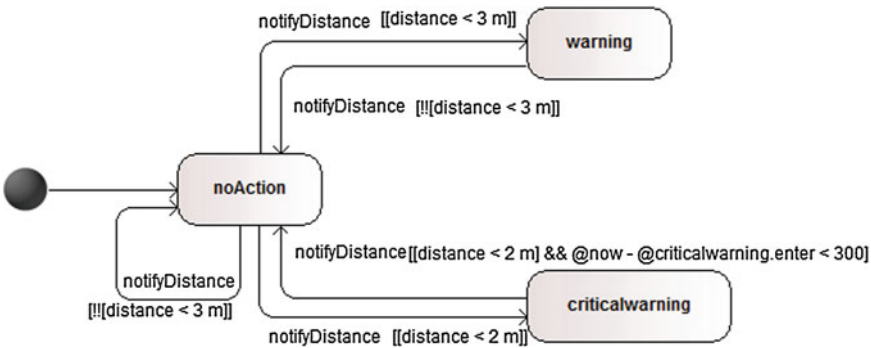 notifyDistance [[distance < 3 m]]
warning
notifyDistance [!![distance < 3 m]]
noAction
notifyDistance[[distance < 2 m] && @now - @criticalwarning.enter < 300]
notifyDistance
[!![distance < 3 m]]
criticalwarning
notifyDistance [[distance < 2 m]]